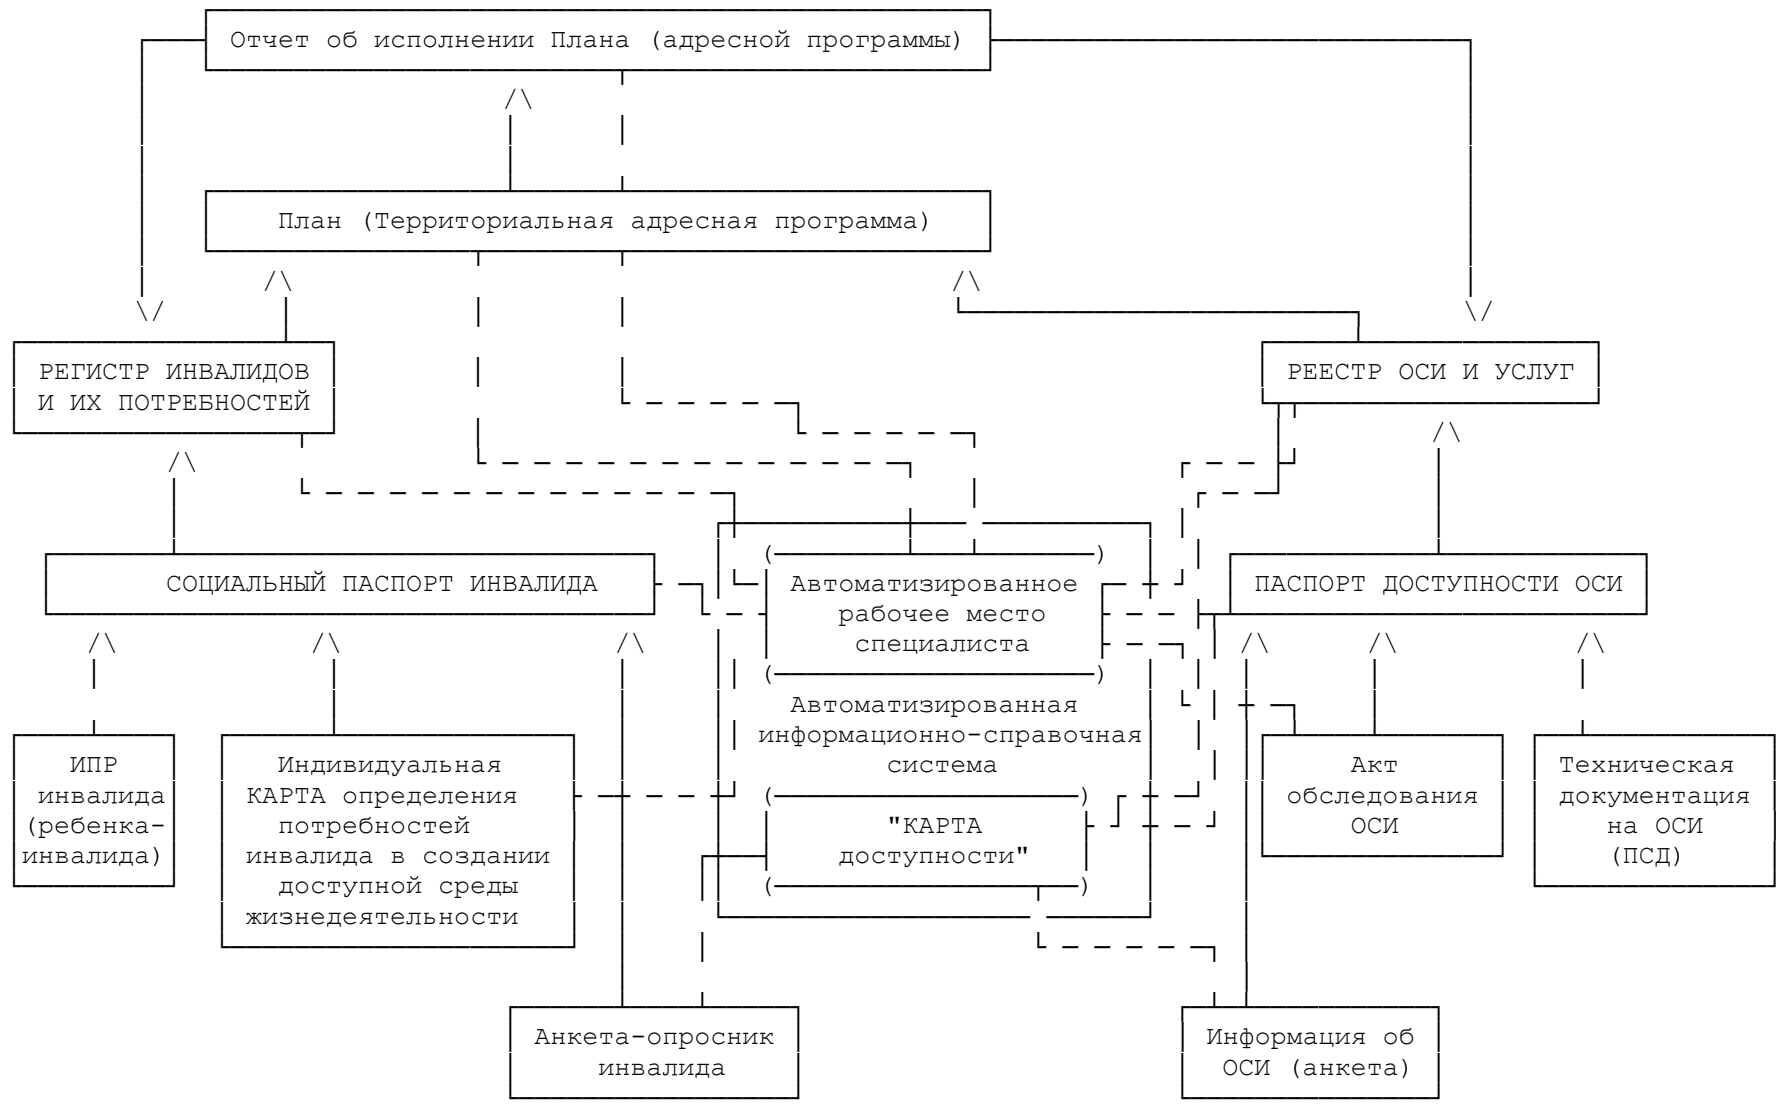 Отчет об исполнении Плана (адресной программы)
План (Территориальная адресная программа)
РЕГИСТР ИНВАЛИДОВ
И ИХ ПОТРЕБНОСТЕЙ
РЕЕСТР ОСИ И УСЛУГ
СОЦИАЛЬНЫЙ ПАСПОРТ ИНВАЛИДА
Автоматизированное
рабочее место
специалиста
ПАСПОРТ ДОСТУПНОСТИ ОСИ
Автоматизированная
информационно-справочная
система
ИПР
инвалида
(ребенка-
инвалида)
Индивидуальная
КАРТА определения
потребностей
инвалида в создании
доступной среды
жизнедеятельности
"КАРТА
доступности"
Акт
обследования
ОСИ
Техническая
документация
на ОСИ
(ПСД)
Анкета-опросник
инвалида
Информация об
ОСИ (анкета)